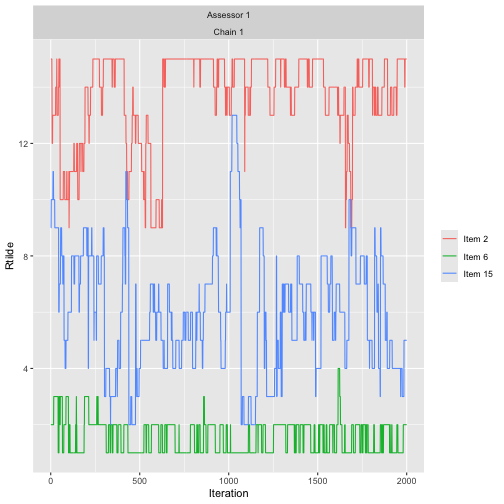 Assessor 1
Chain 1
Rtilde
12
8
4
0
500
1000
1500
2000
Iteration
Item 2
Item 6
Item 15